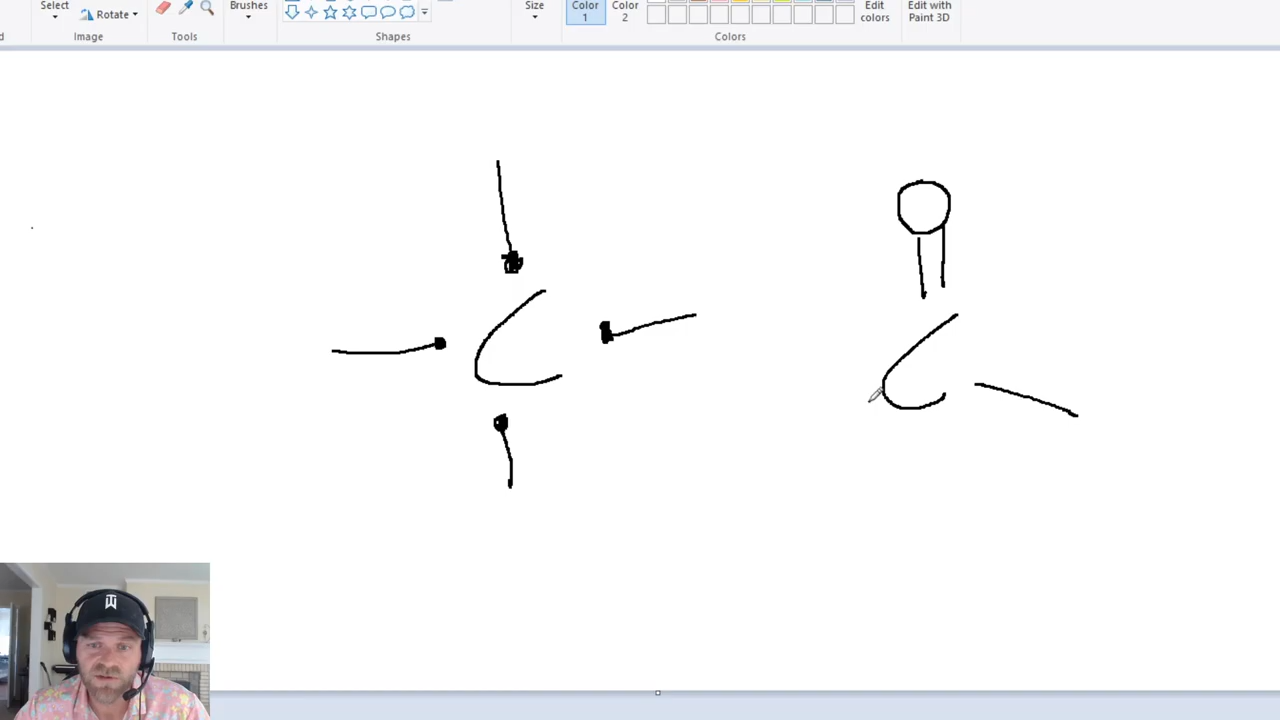 Select
Rotate
Image
Tools
Brushes
Shapes
Size
Color
1
Color
2
Edit
colors
Colors
Edit with
Paint 3D
C
C